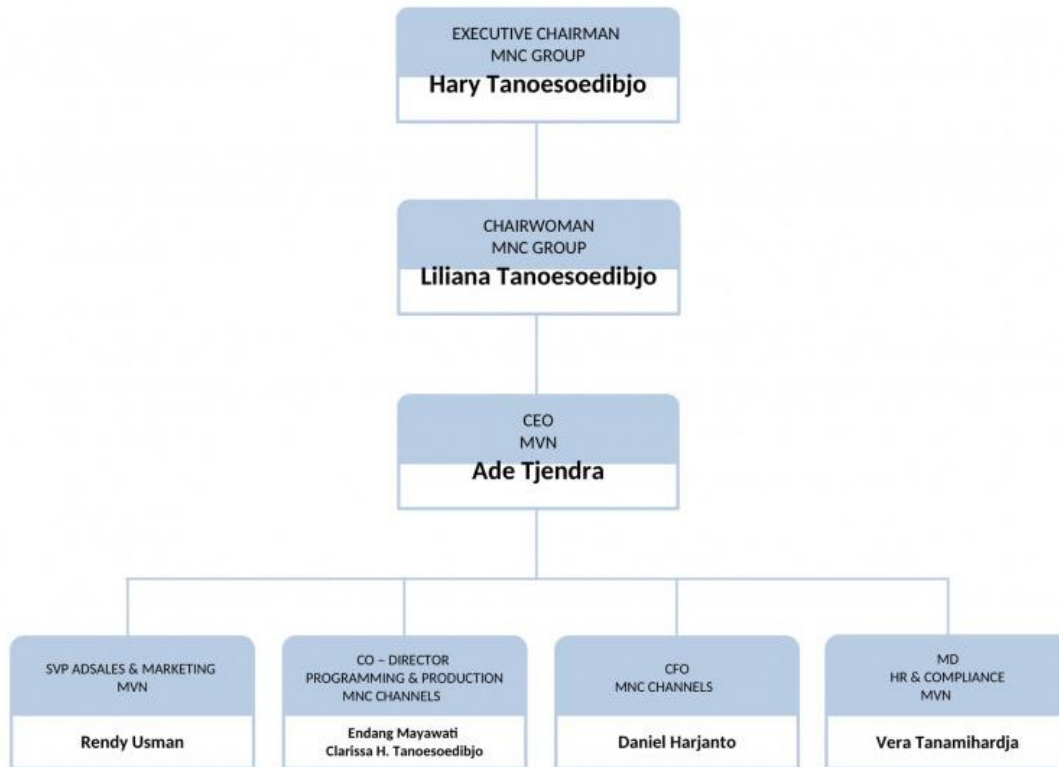 EXECUTIVE CHAIRMAN
MNC GROUP
Hary Tanoesoedibjo
CHAIRWOMAN
MNC GROUP
Liliana Tanoesoedibjo
CEO
MVN
Ade Tjendra
SVP ADSALES & MARKETING
MVN
Rendy Usman
CO – DIRECTOR
PROGRAMMING & PRODUCTION
MNC CHANNELS
Endang Mayawati
Clarissa H. Tanoesoedibjo
CFO
MNC CHANNELS
Daniel Harjanto
MD
HR & COMPLIANCE
MVN
Vera Tanamihardja